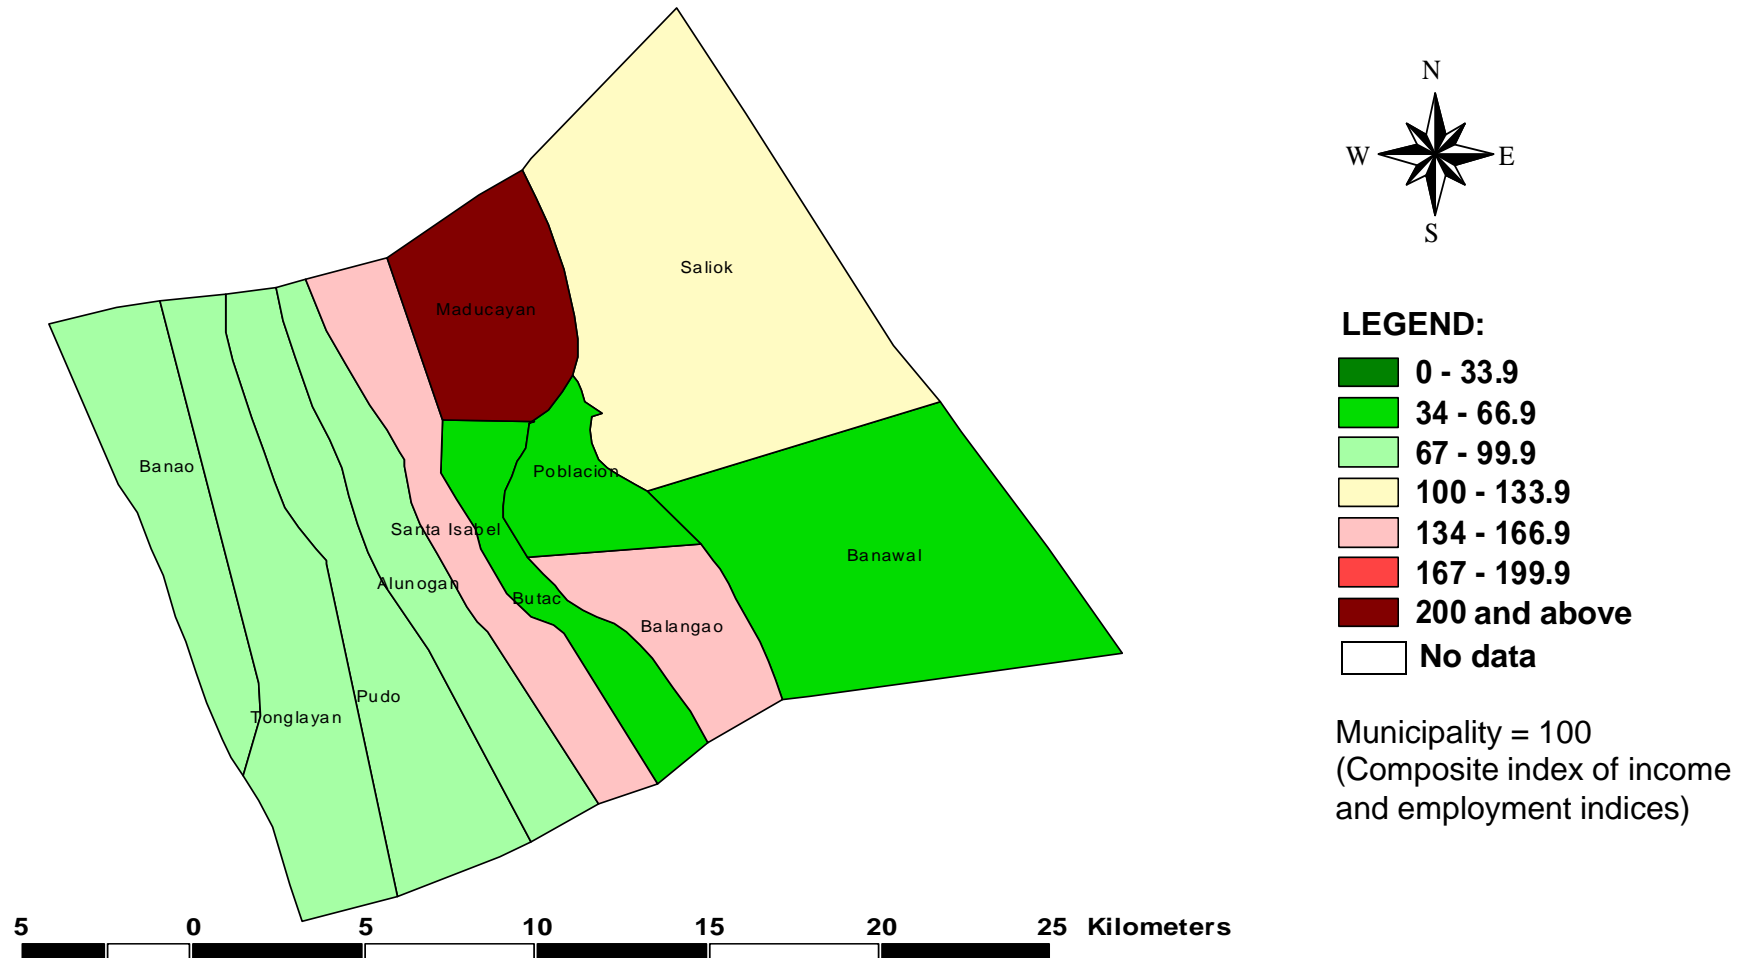 N
W E
S
Saliok
Maducayan
Banao
Poblacion
Santa Isabel
Banawal
Alunogan
Butac
Balangao
Pudo
Tonglayan
LEGEND:
0 - 33.9
34 - 66.9
67 - 99.9
100 - 133.9
134 - 166.9
167 - 199.9
200 and above
No data
Municipality = 100
(Composite index of income
and employment indices)
5 0 5 10 15 20 25 Kilometers